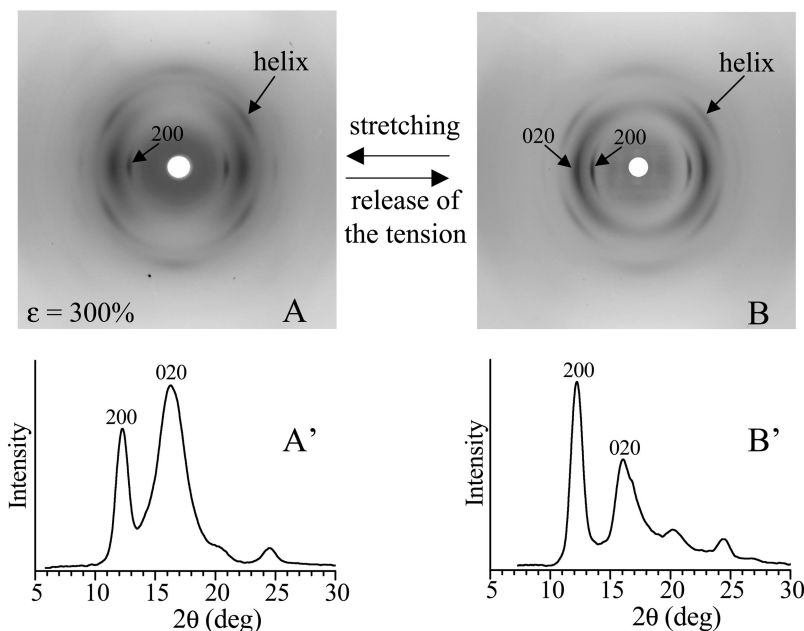 helix
200
ε = 300%
A
stretching
release of
the tension
helix
020
200
B
020
200
A’
Intensity
5
10
15
20
25
30
2θ (deg)
200
020
B’
Intensity
5
10
15
20
25
30
2θ (deg)